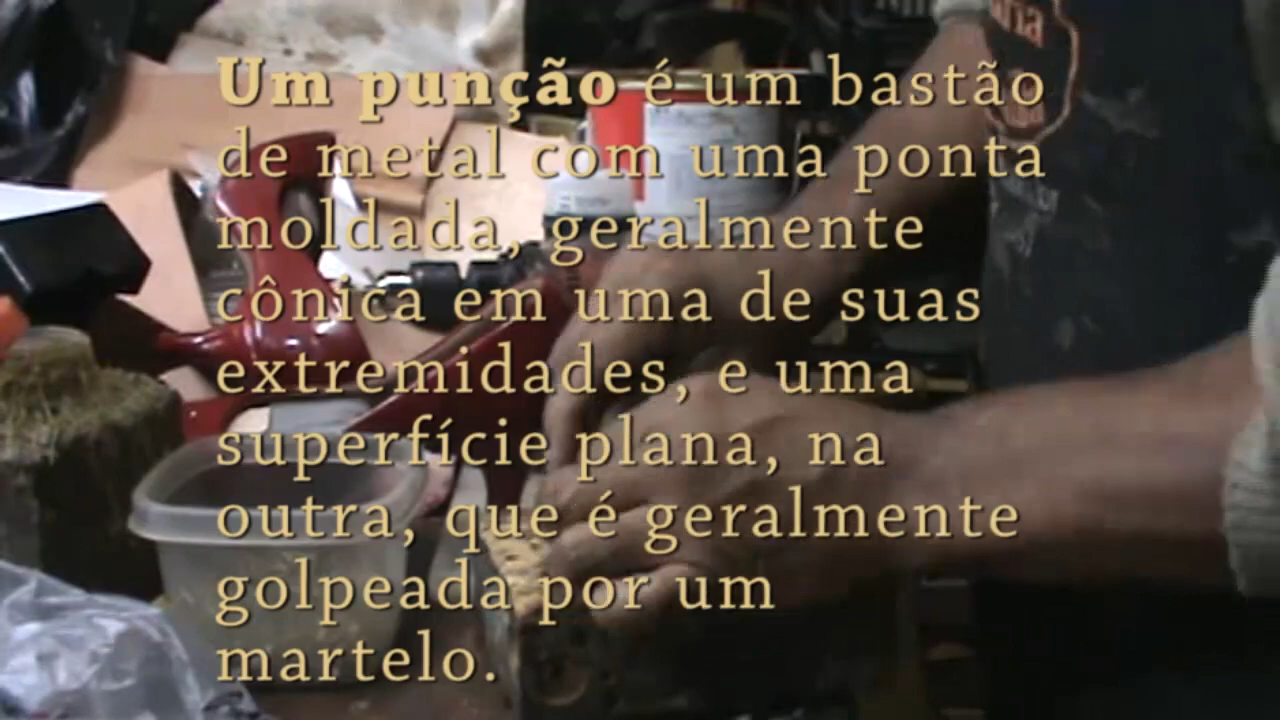 Um punção é um bastão
de metal com uma ponta
moldada, geralmente
cônica em uma de suas
extremidades, e uma
superfície plana, na
outra, que é geralmente
golpeada por um
martelo.